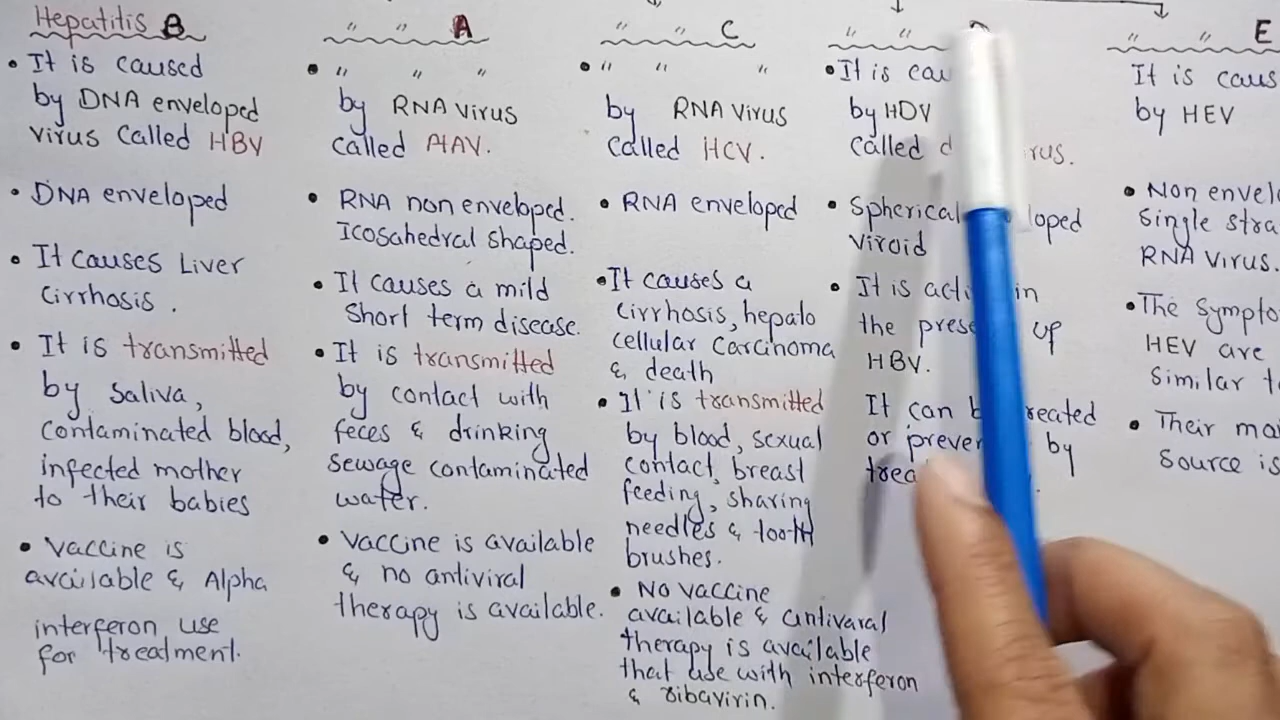 Hepatitis B
• It is caused
by DNA enveloped
virus called HBV
• DNA enveloped
• It causes Liver
Cirrhosis.
• It is transmitted
by saliva,
contaminated blood,
infected mother
to their babies
• Vaccine is
available & Alpha
interferon use
for treatment.
" " A
• " " "
by RNA virus
called HAV.
• RNA non enveloped.
Icosahedral shaped.
• It causes a mild
short term disease.
• It is transmitted
by contact with
feces & drinking
sewage contaminated
water.
• Vaccine is available
& no antiviral
therapy is available.
" " C
• " " "
by RNA virus
called HCV.
• RNA enveloped
• It causes a
cirrhosis, hepalo
cellular carcinoma
& death
• It is transmitted
by blood, sexual
contact, breast
feeding, sharing
needles & tooth
brushes.
• No vaccine
available & antivaral
therapy is available
that use with interferon
& ribavirin.
" "
• It is cau
by HDV
called d rus.
• Spherical loped
viroid
• It is acti in
the prese of
HBV.
It can b reated
or preven by
trea
" " E
It is caus
by HEV
• Non envel
single stra
RNA virus.
• The sympto
HEV are
similar t
• Their ma
source is